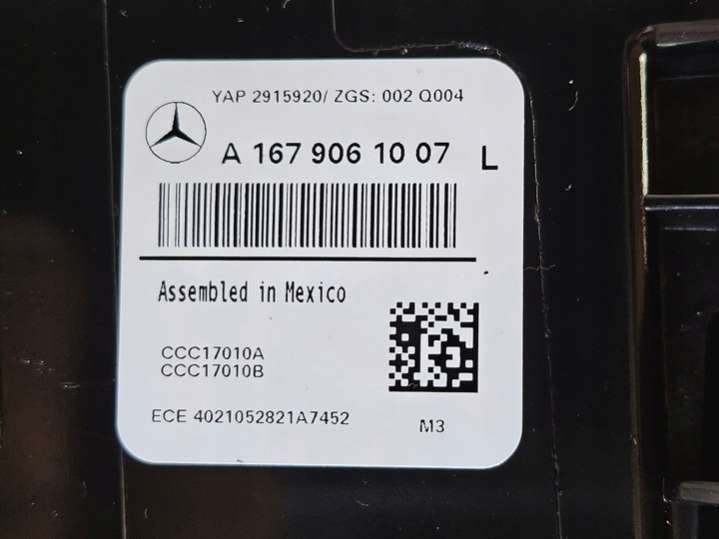 YAP 2915920/ ZGS: 002 Q004
A 167 906 10 07 L
Assembled in Mexico
CCC17010A
CCC17010B
ECE 4021052821A7452
M3